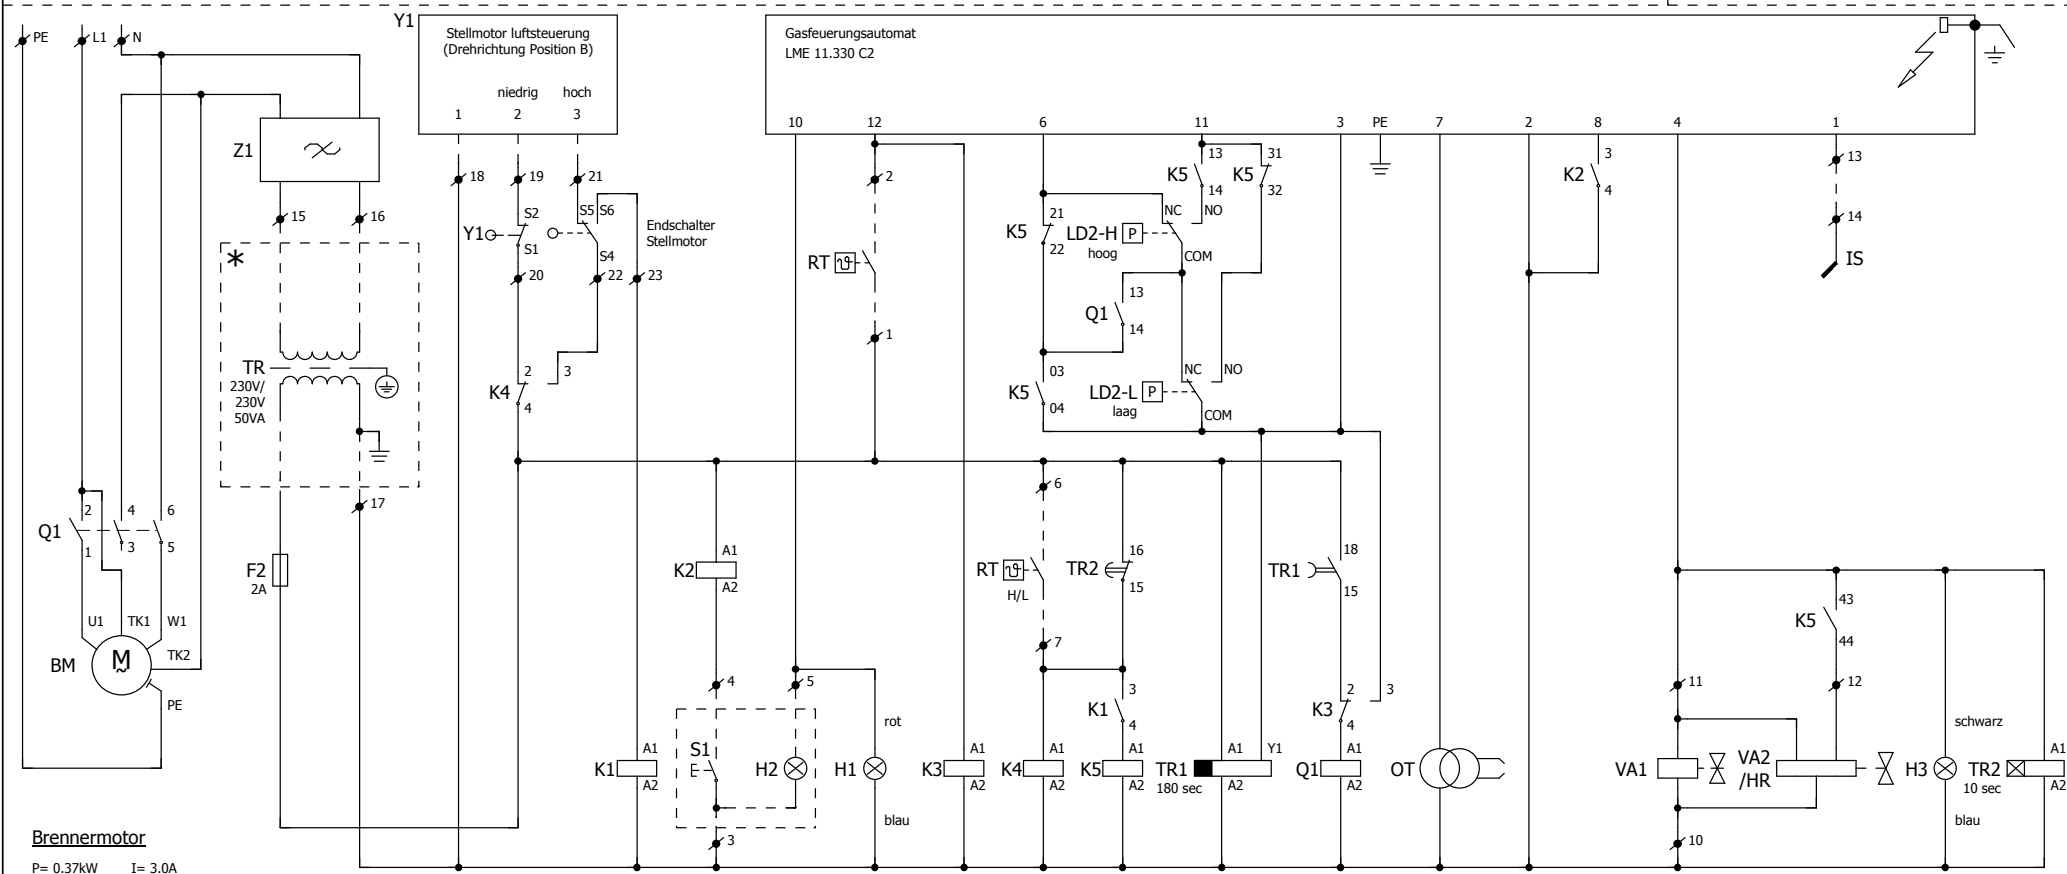 PE L1 N
Y1
Stellmotor luftsteuerung
(Drehrichtung Position B)
niedrig hoch
1 2 3
Gasfeuerungsautomat
LME 11.330 C2
10 12 6 11 3 PE 7 2 8 4 1
Z1
15 16
18 19 21
2
13 31
K5 K5
14 32
3
K2
4
13
14
IS
S2 S5 S6
Y1
S1 S4
Endschalter
Stellmotor
20 22 23
RT
1
21
K5
22
NC NO
LD2-H P
hoog
COM
13
Q1
14
*
TR
230V/
230V
50VA
17
2 3
K4
4
03
K5
04
NC NO
LD2-L P
laag
COM
2 4 6
Q1
1 3 5
F2
2A
A1
K2
A2
6
RT
H/L
7
16
TR2
15
18
TR1
15
43
K5
44
U1 TK1 W1
BM M
~
TK2
PE
4 5
3
K1
4
2 3
K3
4
11 12
rot
schwarz
A1
K1
A2
S1
E
H2
H1
A1
K3
A2
A1
K4
A2
A1
K5
A2
A1 Y1
TR1
180 sec
A2
A1
Q1
A2
OT
VA1
VA2
/HR
H3
A1
TR2
10 sec
A2
blau
blau
3
10
Brennermotor
P= 0.37kW I= 3.0A